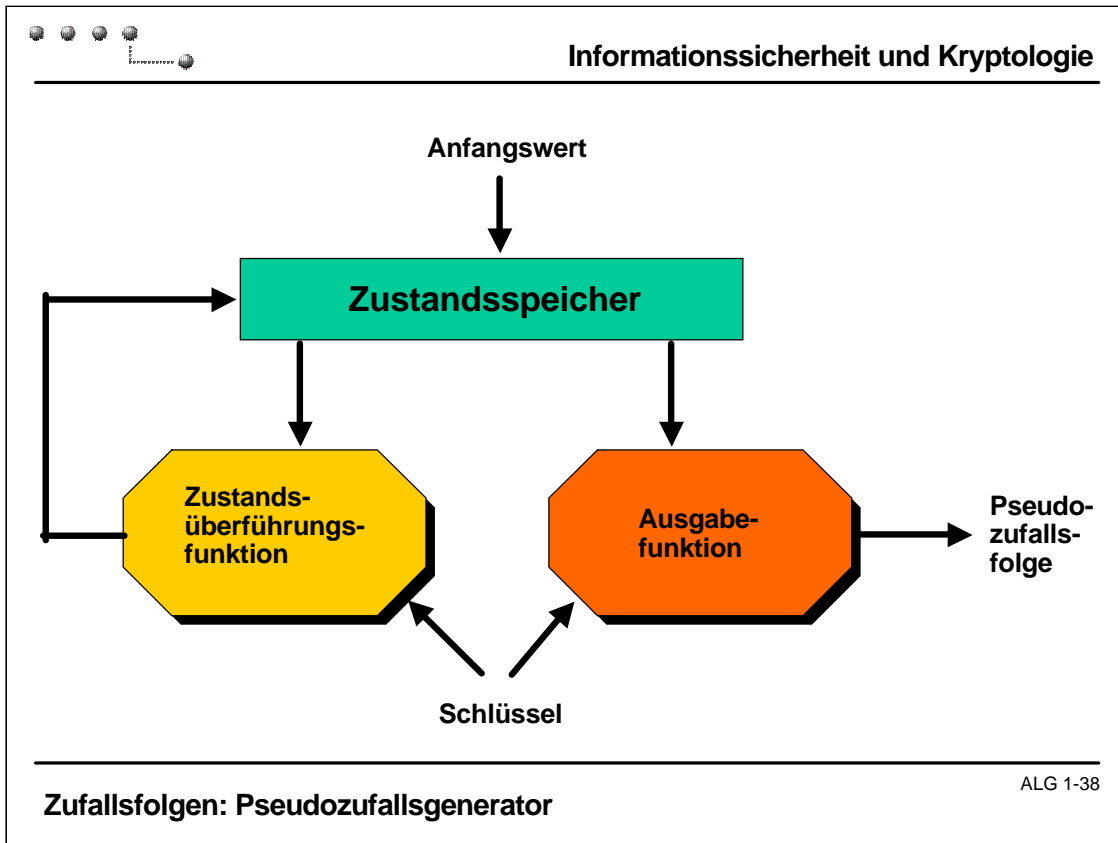 Informationssicherheit und Kryptologie
Anfangswert
Zustandsspeicher
Zustands-
überführungs-
funktion
Ausgabe-
funktion
Pseudo-
zufalls-
folge
Schlüssel
Zufallsfolgen: Pseudozufallsgenerator
ALG 1-38